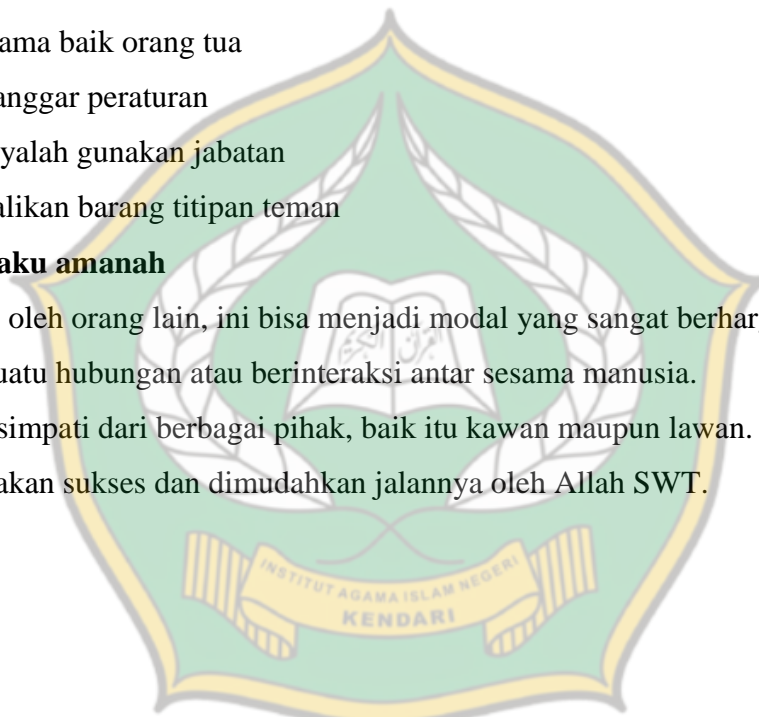 ama baik orang tua
anggar peraturan
yalah gunakan jabatan
alikan barang titipan teman
aku amanah
oleh orang lain, ini bisa menjadi modal yang sangat berhar
uatu hubungan atau berinteraksi antar sesama manusia.
simpati dari berbagai pihak, baik itu kawan maupun lawan.
akan sukses dan dimudahkan jalannya oleh Allah SWT.
INSTITUT AGAMA ISLAM NEGERI
KENDARI